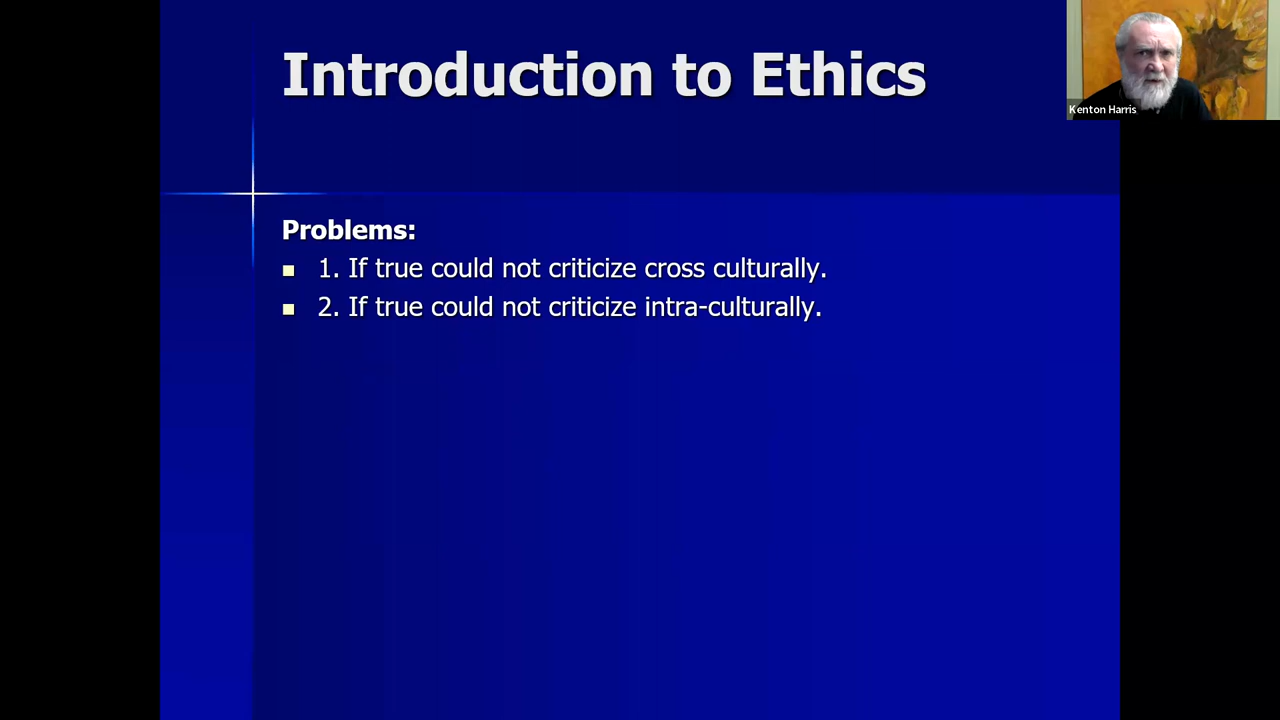 Introduction to Ethics
Kenton Harris
Problems:
1. If true could not criticize cross culturally.
2. If true could not criticize intra-culturally.